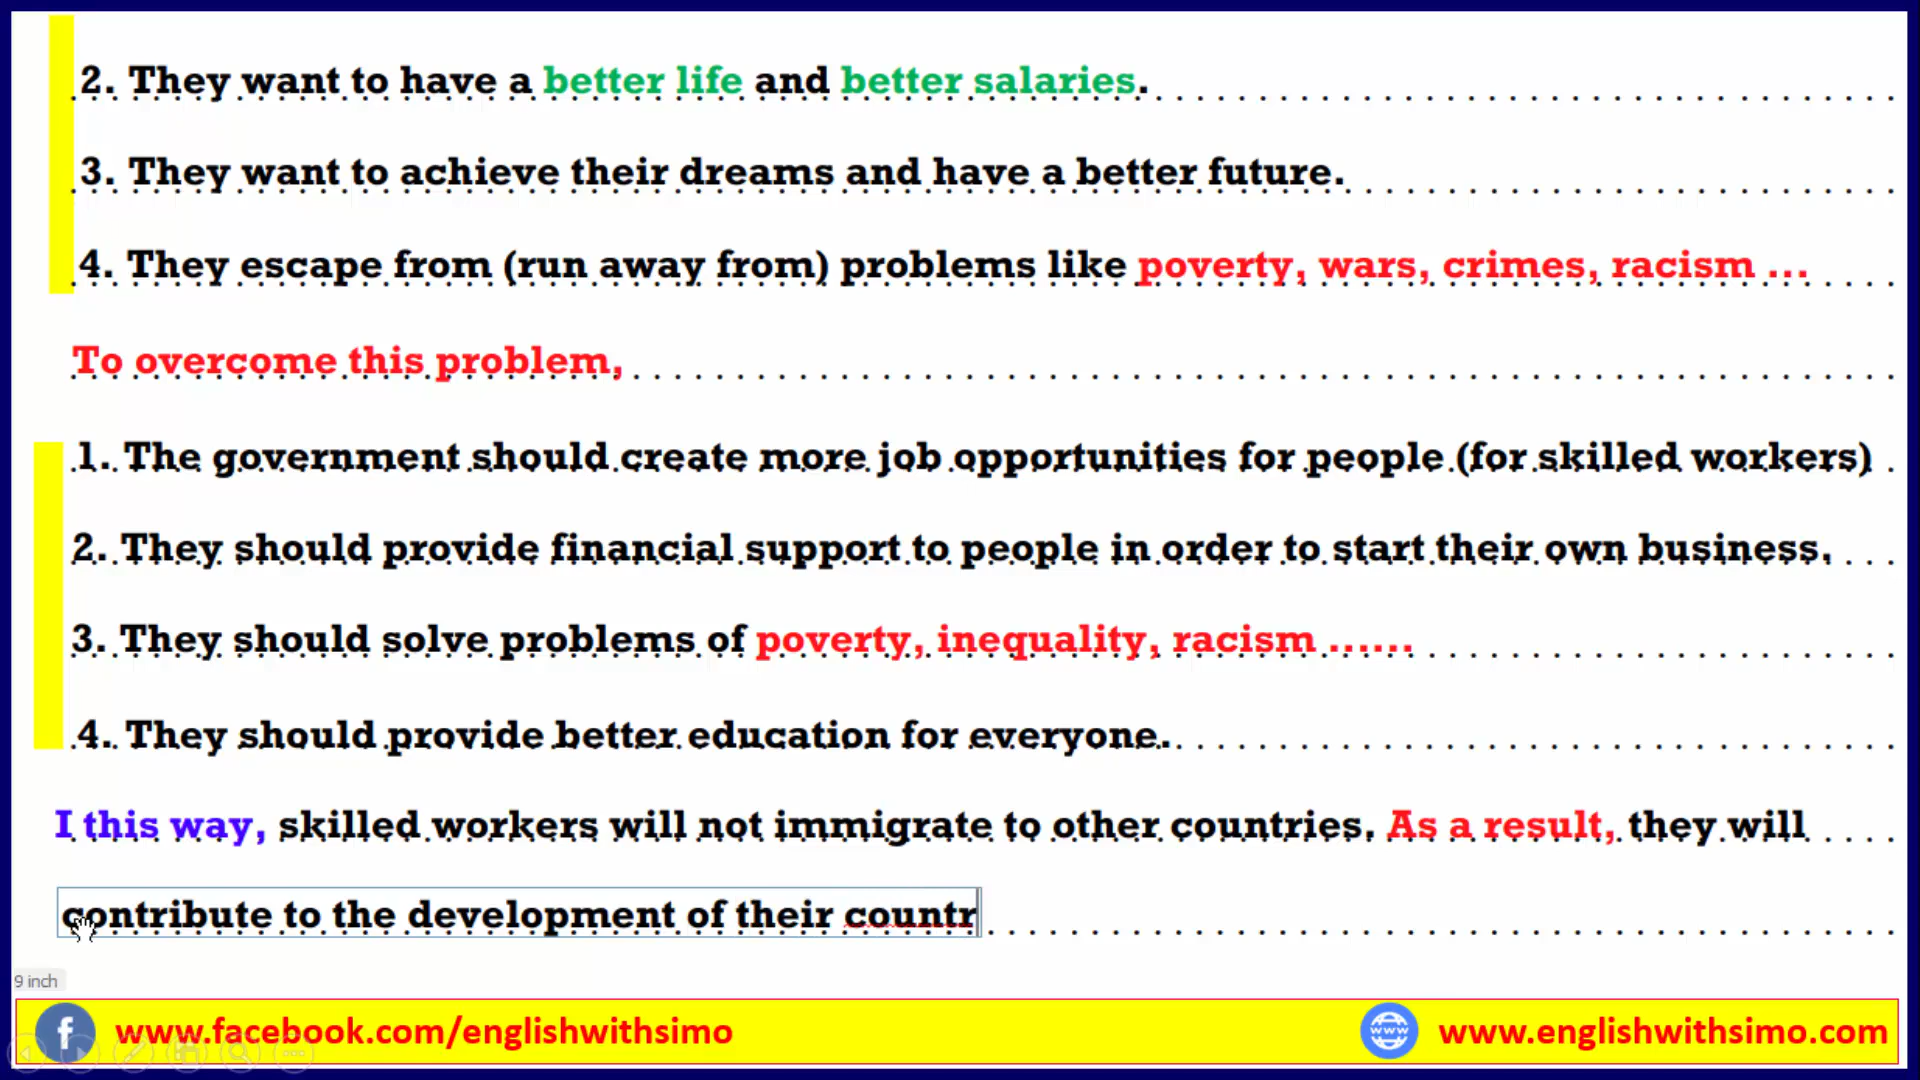 2. They want to have a better life and better salaries.
3. They want to achieve their dreams and have a better future.
4. They escape from (run away from) problems like poverty, wars, crimes, racism ...
To overcome this problem,
1. The government should create more job opportunities for people (for skilled workers)
2. They should provide financial support to people in order to start their own business.
3. They should solve problems of poverty, inequality, racism ......
4. They should provide better education for everyone.
I this way, skilled workers will not immigrate to other countries. As a result, they will
contribute to the development of their countr
9 inch
www.facebook.com/englishwithsimo
www www.englishwithsimo.com